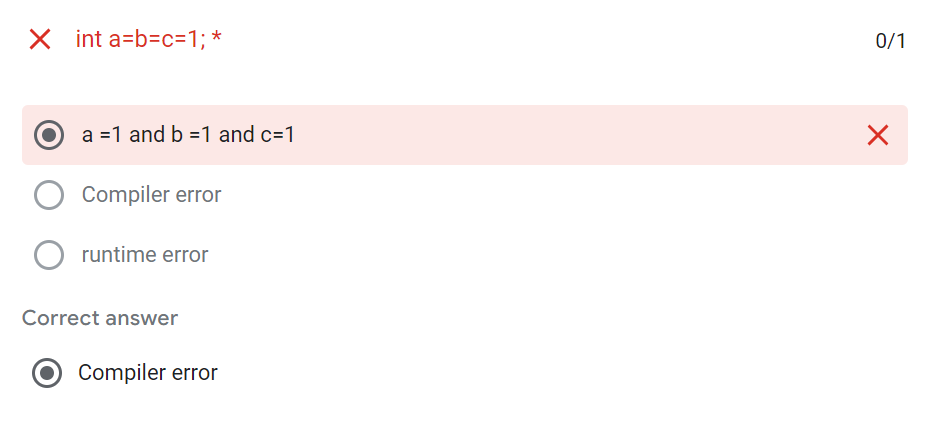 int a=b=c=1; *
0/1
a =1 and b =1 and c=1
Compiler error
runtime error
Correct answer
Compiler error